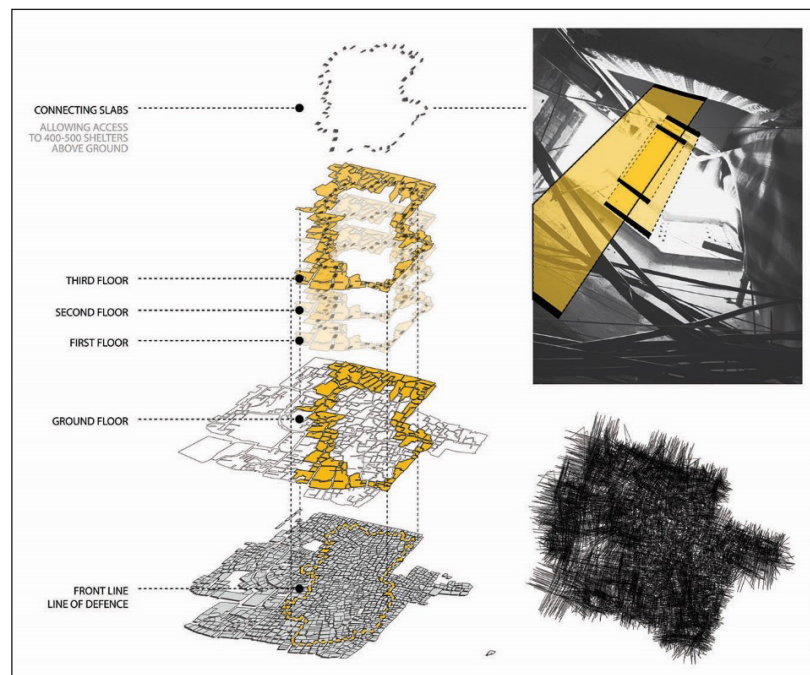 CONNECTING SLABS
ALLOWING ACCESS
TO 400-500 SHELTERS
ABOVE GROUND
THIRD FLOOR
SECOND FLOOR
FIRST FLOOR
GROUND FLOOR
FRONT LINE
LINE OF DEFENCE